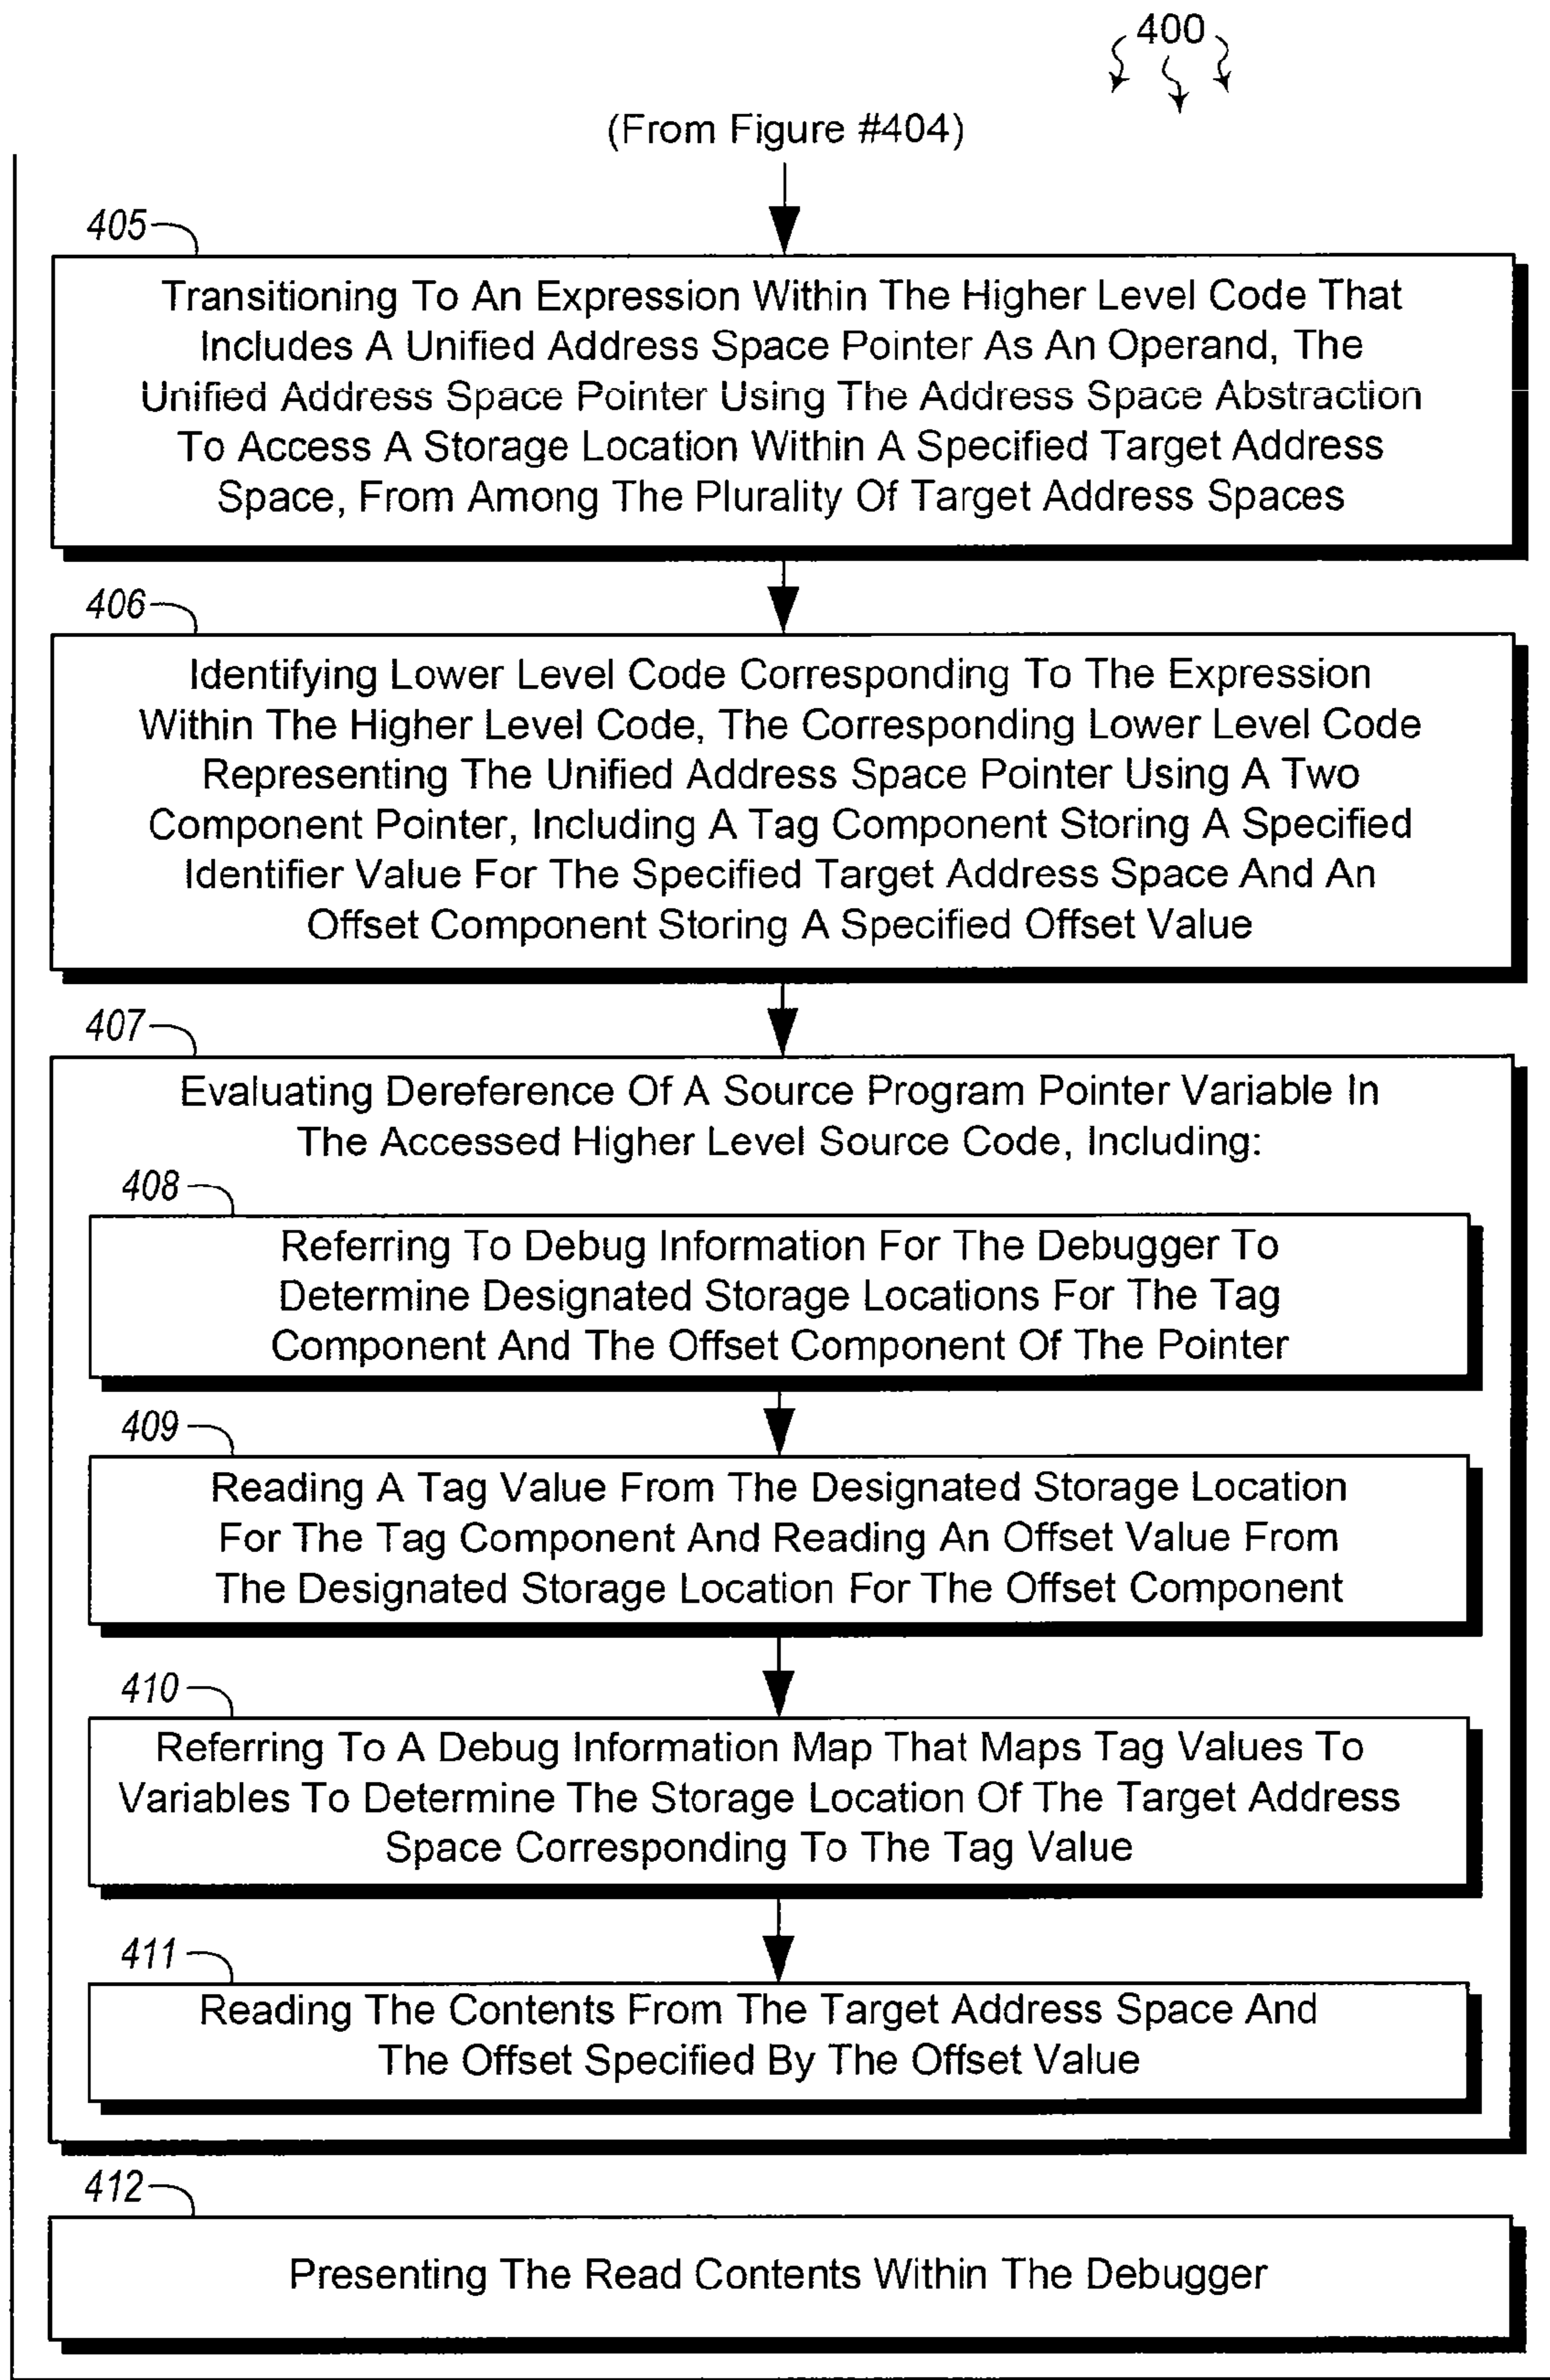 400
(From Figure #404)
405
Transitioning To An Expression Within The Higher Level Code That
Includes A Unified Address Space Pointer As An Operand, The
Unified Address Space Pointer Using The Address Space Abstraction
To Access A Storage Location Within A Specified Target Address
Space, From Among The Plurality Of Target Address Spaces
406
Identifying Lower Level Code Corresponding To The Expression
Within The Higher Level Code, The Corresponding Lower Level Code
Representing The Unified Address Space Pointer Using A Two
Component Pointer, Including A Tag Component Storing A Specified
Identifier Value For The Specified Target Address Space And An
Offset Component Storing A Specified Offset Value
407
Evaluating Dereference Of A Source Program Pointer Variable In
The Accessed Higher Level Source Code, Including:
408
Referring To Debug Information For The Debugger To
Determine Designated Storage Locations For The Tag
Component And The Offset Component Of The Pointer
409
Reading A Tag Value From The Designated Storage Location
For The Tag Component And Reading An Offset Value From
The Designated Storage Location For The Offset Component
410
Referring To A Debug Information Map That Maps Tag Values To
Variables To Determine The Storage Location Of The Target Address
Space Corresponding To The Tag Value
411
Reading The Contents From The Target Address Space And
The Offset Specified By The Offset Value
412
Presenting The Read Contents Within The Debugger